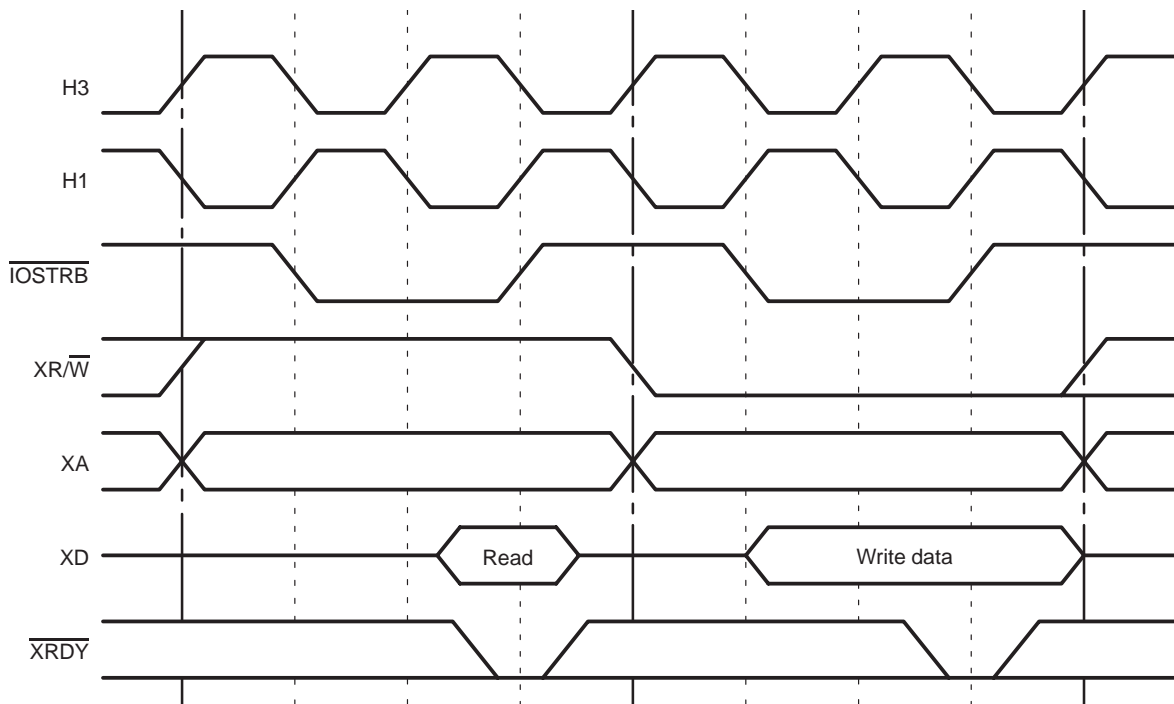 H3
H1
IOSTRB
XR/W
XA
XD
Read
Write data
XRDY